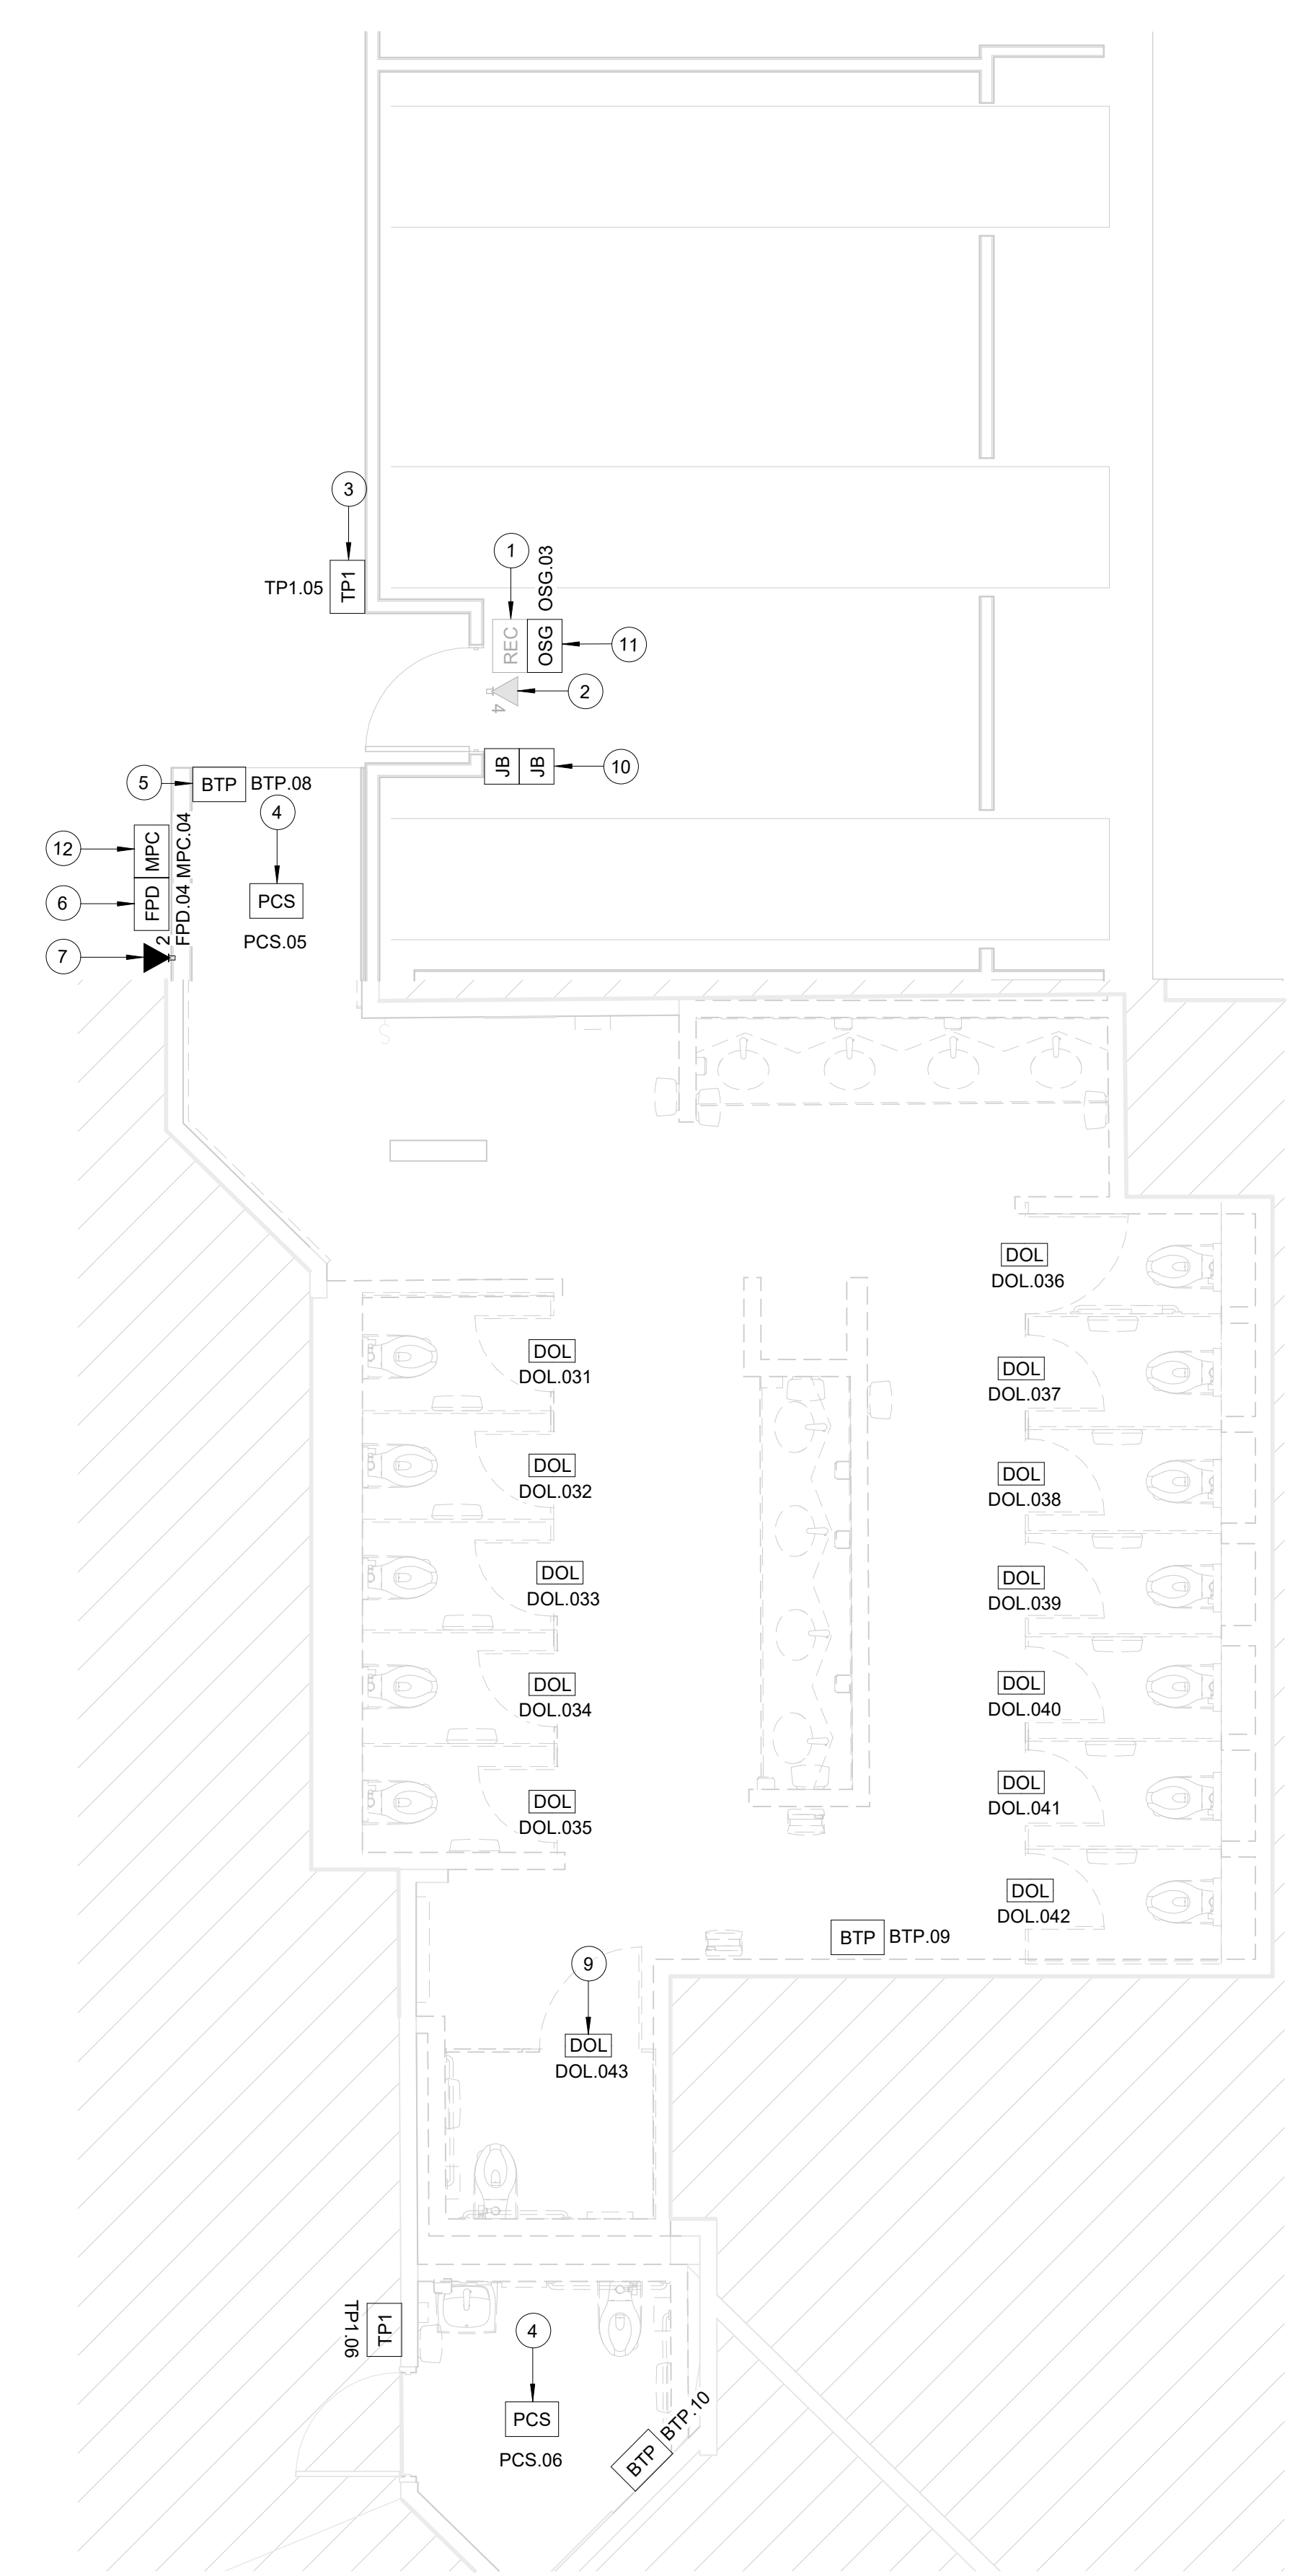 3
TP1.05
TP1
1
REC
OSG
OSG.03
11
2
4
JB
JB
10
5
BTP
BTP.08
4
12
MPC
MPC.04
6
FPD
FPD.04
PCS
PCS.05
7
2
S
DOL
DOL.036
DOL
DOL.031
DOL
DOL.037
DOL
DOL.032
DOL
DOL.038
DOL
DOL.033
DOL
DOL.039
DOL
DOL.034
DOL
DOL.040
DOL
DOL.035
DOL
DOL.041
DOL
DOL.042
BTP
BTP.09
9
DOL
DOL.043
TP1.06
TP1
4
PCS
PCS.06
BTP
BTP.10